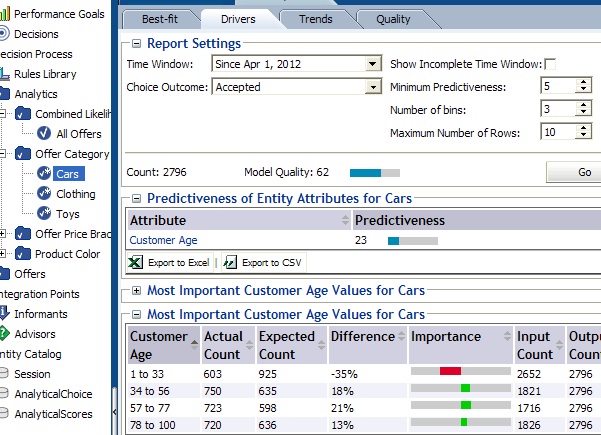 Performance Goals
Decisions
Decision Process
Rules Library
Analytics
Combined Likelih
All Offers
Offer Category
Cars
Clothing
Toys
Offer Price Brac
Product Color
Offers
Integration Points
Informants
Advisors
Entity Catalog
Session
AnalyticalChoice
AnalyticalScores
Best-fit Drivers Trends Quality
Report Settings
Time Window: Since Apr 1, 2012 Show Incomplete Time Window:
Choice Outcome: Accepted Minimum Predictiveness: 5
Number of bins: 3
Maximum Number of Rows: 10
Count: 2796 Model Quality: 62 Go
Predictiveness of Entity Attributes for Cars
Attribute Predictiveness
Customer Age 23
Export to Excel | Export to CSV
Most Important Customer Age Values for Cars
Most Important Customer Age Values for Cars
Customer Age Actual Count Expected Count Difference Importance Input Count Outpu Count
1 to 33 603 925 -35% 2652 2796
34 to 56 750 635 18% 1821 2796
57 to 77 723 598 21% 1716 2796
78 to 100 720 636 13% 1826 2796